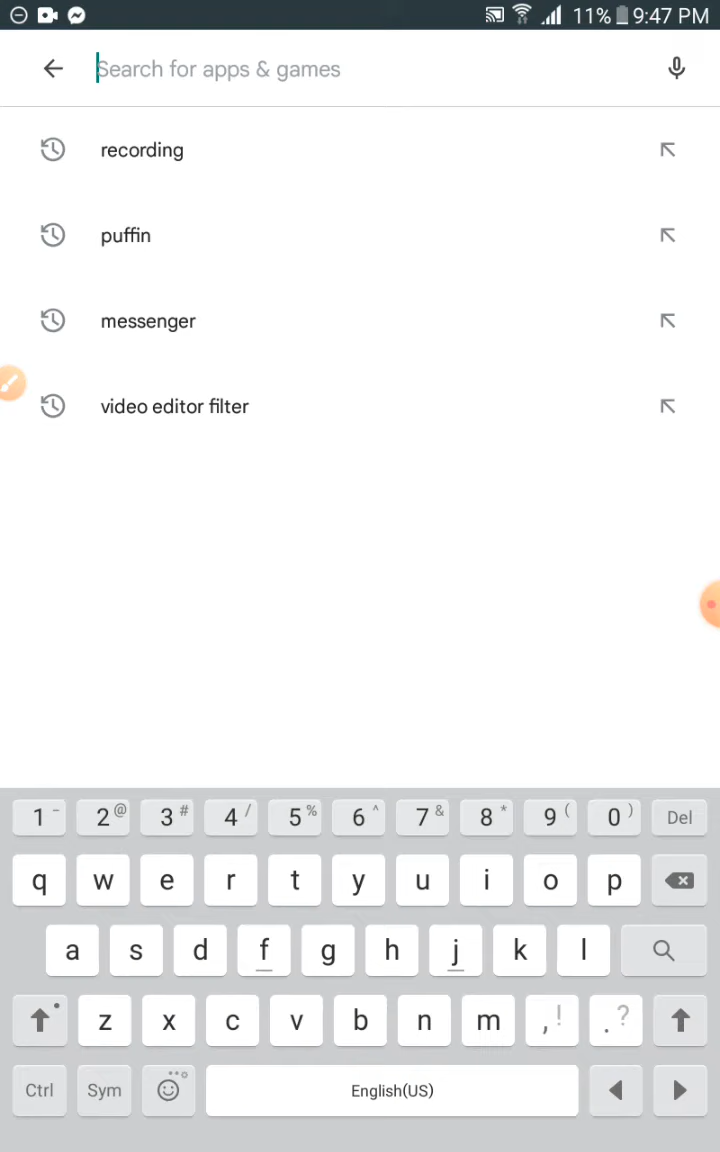 11% 9:47 PM
Search for apps & games
recording
puffin
messenger
video editor filter
1 - 2 @ 3 # 4 / 5 % 6 ^ 7 & 8 * 9 ( 0 ) Del
q w e r t y u i o p
a s d f g h j k l
z x c v b n m , ! . ?
Ctrl Sym English(US)